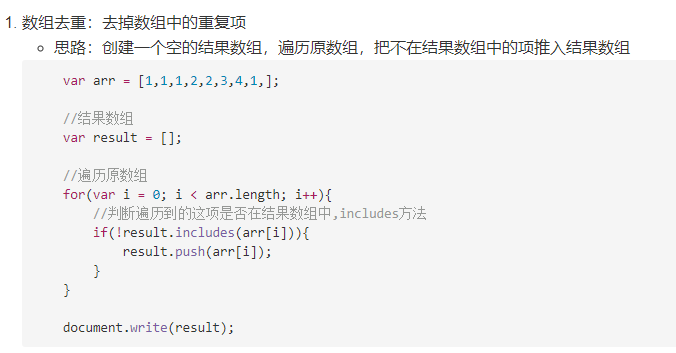 1. 数组去重：去掉数组中的重复项
思路：创建一个空的结果数组，遍历原数组，把不在结果数组中的项推入结果数组
var arr = [1,1,1,2,2,3,4,1,];
//结果数组
var result = [];
//遍历原数组
for(var i = 0; i < arr.length; i++){
//判断遍历到的这项是否在结果数组中,includes方法
if(!result.includes(arr[i])){
result.push(arr[i]);
}
}
document.write(result);